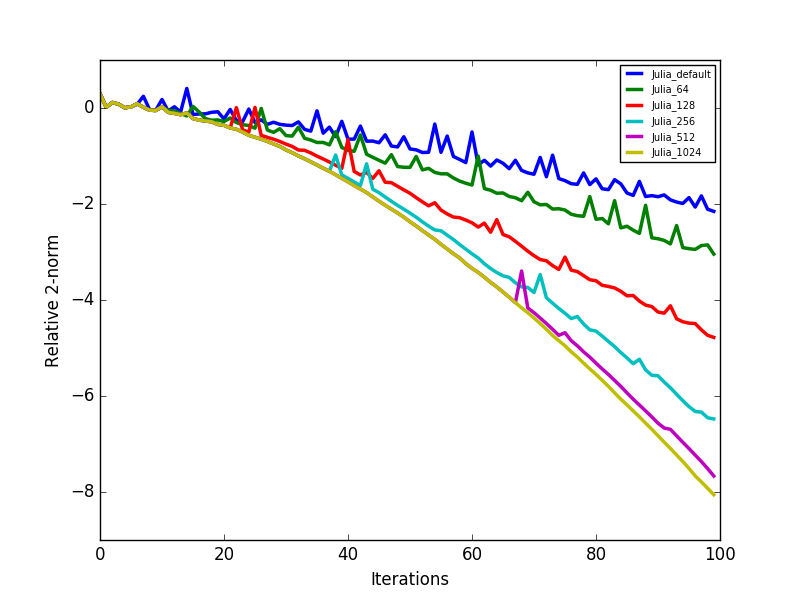 Julia_default
Julia_64
Julia_128
Julia_256
Julia_512
Julia_1024
0
−2
−4
−6
−8
Relative 2-norm
0 20 40 60 80 100
Iterations